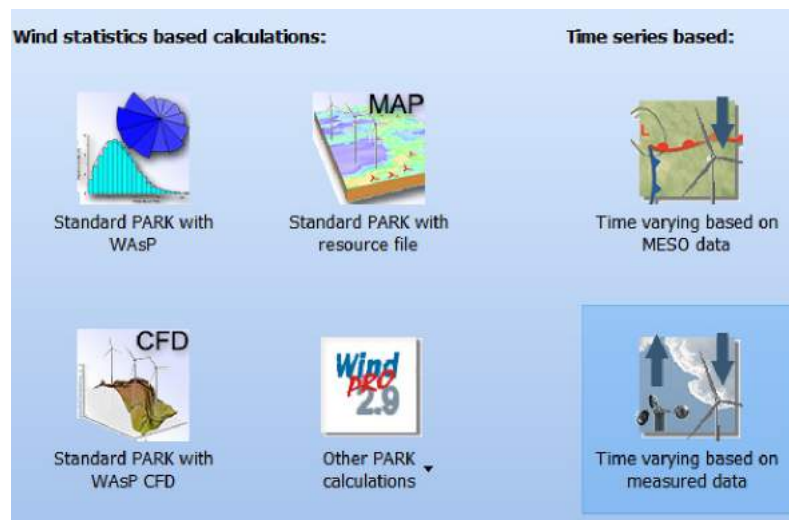 Wind statistics based calculations:
Time series based:
MAP
Standard PARK with
WAsP
Standard PARK with
resource file
Time varying based on
MESO data
CFD
Wind
PRO
2.9
Standard PARK with
WAsP CFD
Other PARK
calculations
Time varying based on
measured data